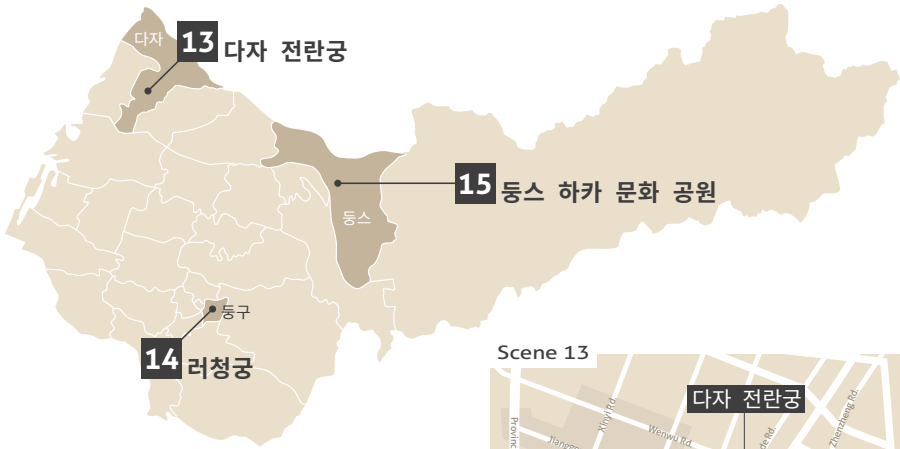 다자
13 다자 전란궁
15 둥스 하카 문화 공원
둥스
둥구
14 러청궁
Scene 13
다자 전란궁
Xinyi Rd.
Wenwu Rd.
Zhenzheng Rd.
de Rd.